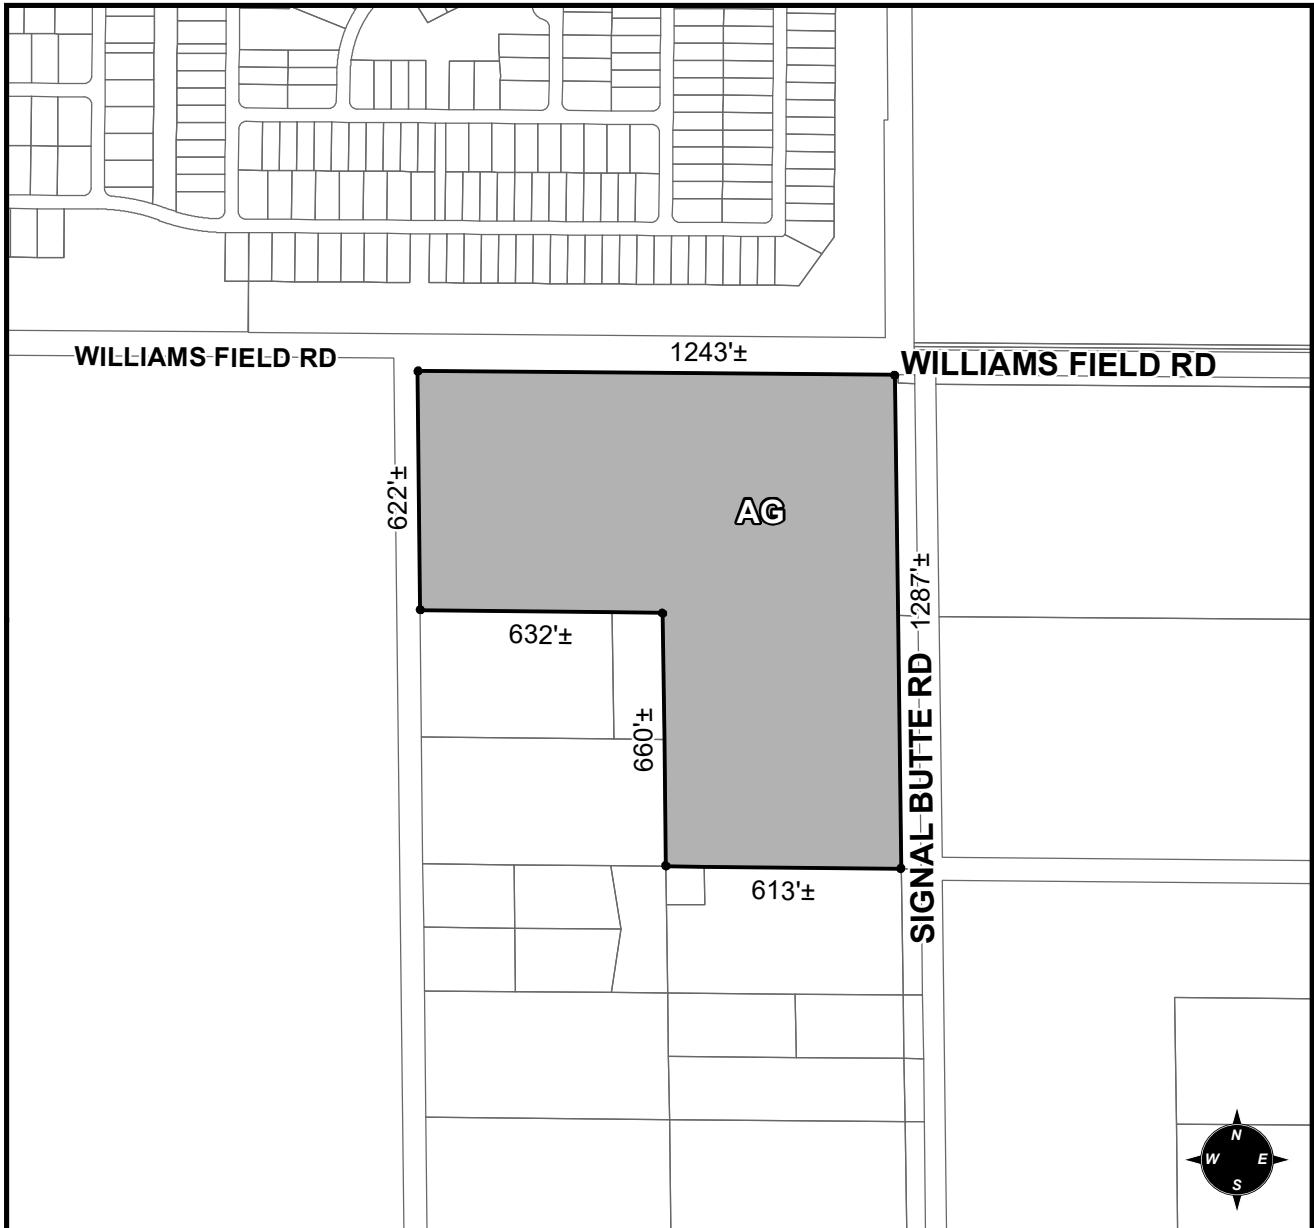 WILLIAMS FIELD RD
1243'±
WILLIAMS FIELD RD
622'±
AG
1287'±
632'±
660'±
SIGNAL BUTTE RD
613'±
N
W E
S